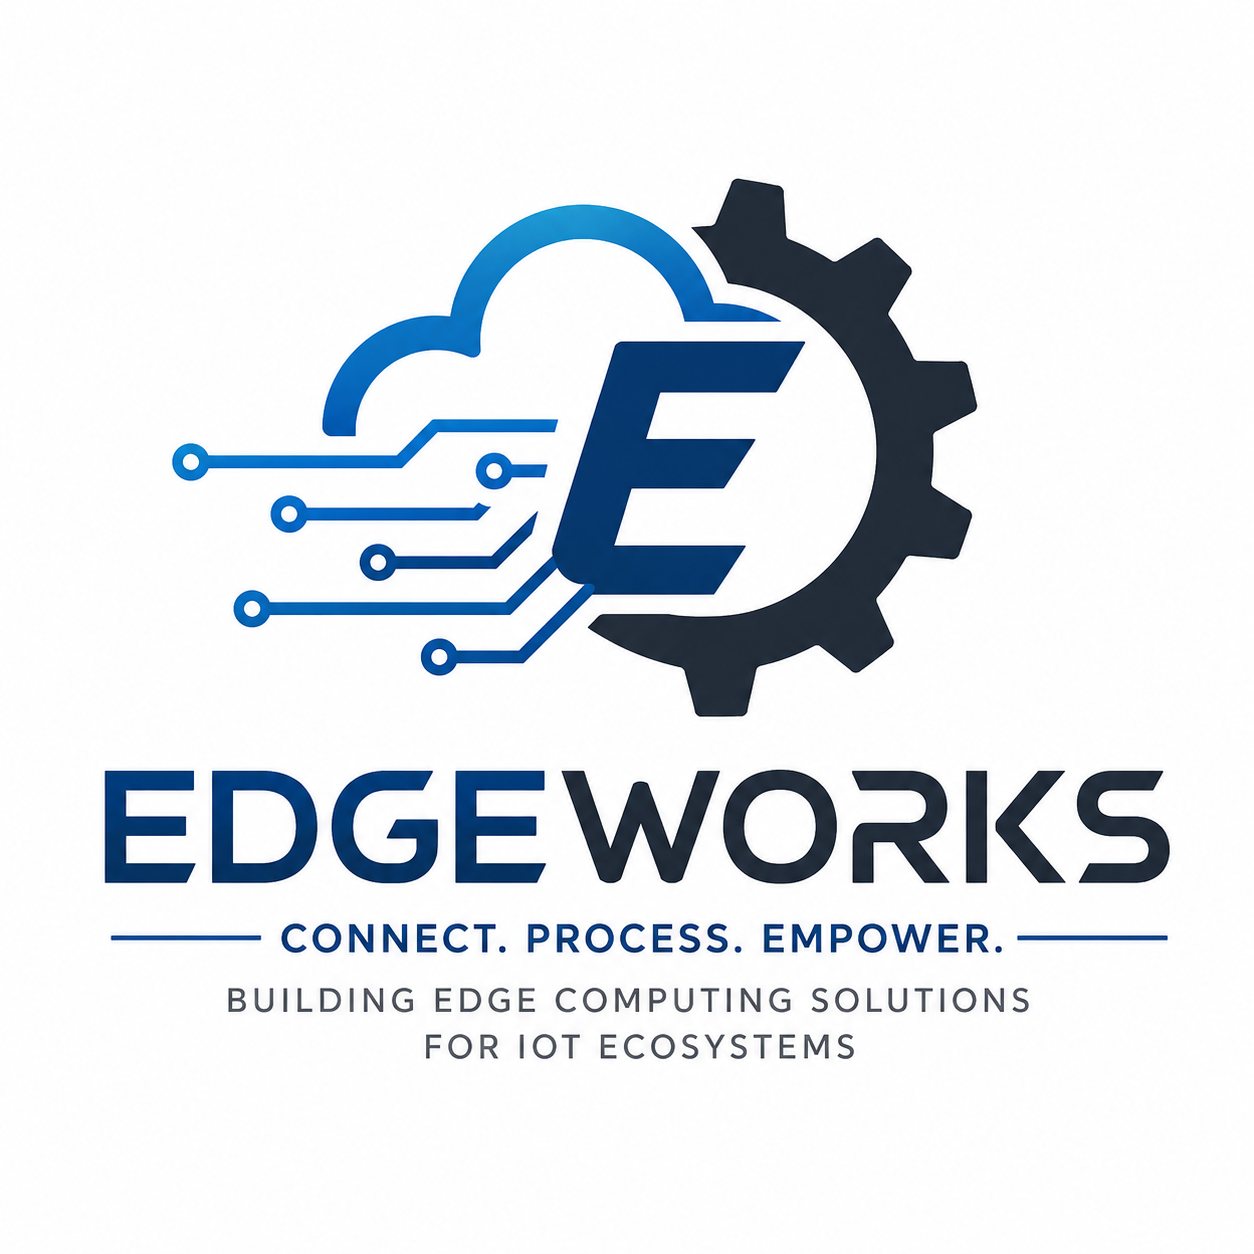 E
EDGEWORKS
CONNECT. PROCESS. EMPOWER.
BUILDING EDGE COMPUTING SOLUTIONS
FOR IOT ECOSYSTEMS